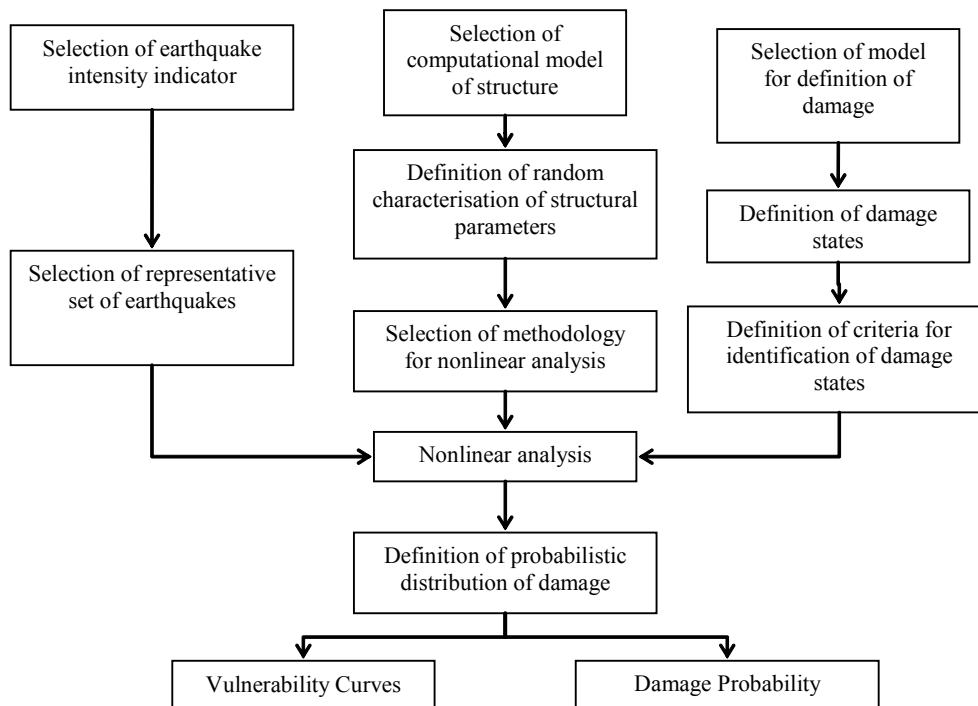 Selection of earthquake
intensity indicator
Selection of
computational model
of structure
Selection of model
for definition of
damage
Definition of random
characterisation of structural
parameters
Definition of damage
states
Selection of representative
set of earthquakes
Selection of methodology
for nonlinear analysis
Definition of criteria for
identification of damage
states
Nonlinear analysis
Definition of probabilistic
distribution of damage
Vulnerability Curves
Damage Probability